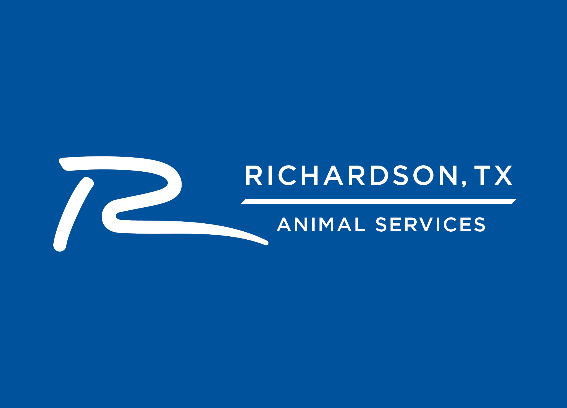 R
RICHARDSON, TX
ANIMAL SERVICES